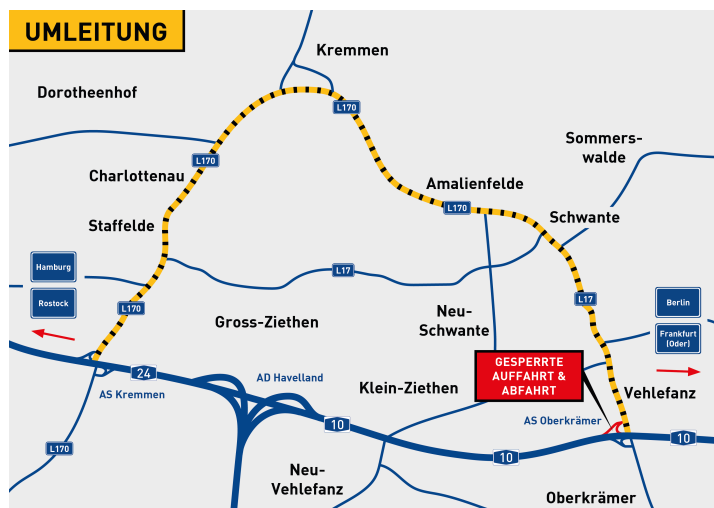 UMLEITUNG
Kremmen
Dorotheenhof
L170
Sommers-
walde
L170
Charlottenau
Amalienfelde
L170
Schwante
Staffelde
Hamburg
L17
Rostock
L170
L17
Berlin
Gross-Ziethen
Neu-
Schwante
Frankfurt
(Oder)
GESPERRTE
AUFFAHRT &
ABFAHRT
24
AD Havelland
Klein-Ziethen
Vehlefanz
AS Kremmen
AS Oberkrämer
10
10
L170
10
Neu-
Vehlefanz
Oberkrämer